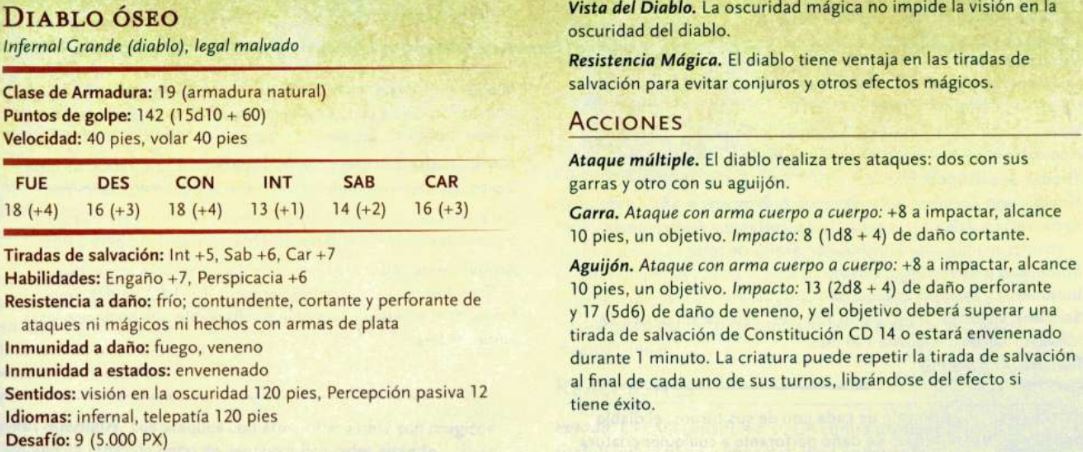 DIABLO ÓSEO
Infernal Grande (diablo), legal malvado
Clase de Armadura: 19 (armadura natural)
Puntos de golpe: 142 (15d10 + 60)
Velocidad: 40 pies, volar 40 pies
FUE DES CON INT SAB CAR
18 (+4) 16 (+3) 18 (+4) 13 (+1) 14 (+2) 16 (+3)
Tiradas de salvación: Int +5, Sab +6, Car +7
Habilidades: Engaño +7, Perspicacia +6
Resistencia a daño: frío; contundente, cortante y perforante de
ataques ni mágicos ni hechos con armas de plata
Inmunidad a daño: fuego, veneno
Inmunidad a estados: envenenado
Sentidos: visión en la oscuridad 120 pies, Percepción pasiva 12
Idiomas: infernal, telepatía 120 pies
Desafío: 9 (5.000 PX)
Vista del Diablo. La oscuridad mágica no impide la visión en la
oscuridad del diablo.
Resistencia Mágica. El diablo tiene ventaja en las tiradas de
salvación para evitar conjuros y otros efectos mágicos.
ACCIONES
Ataque múltiple. El diablo realiza tres ataques: dos con sus
garras y otro con su aguijón.
Garra. Ataque con arma cuerpo a cuerpo: +8 a impactar, alcance
10 pies, un objetivo. Impacto: 8 (1d8 + 4) de daño cortante.
Aguijón. Ataque con arma cuerpo a cuerpo: +8 a impactar, alcance
10 pies, un objetivo. Impacto: 13 (2d8 + 4) de daño perforante
y 17 (5d6) de daño de veneno, y el objetivo deberá superar una
tirada de salvación de Constitución CD 14 o estará envenenado
durante 1 minuto. La criatura puede repetir la tirada de salvación
al final de cada uno de sus turnos, librándose del efecto si
tiene éxito.